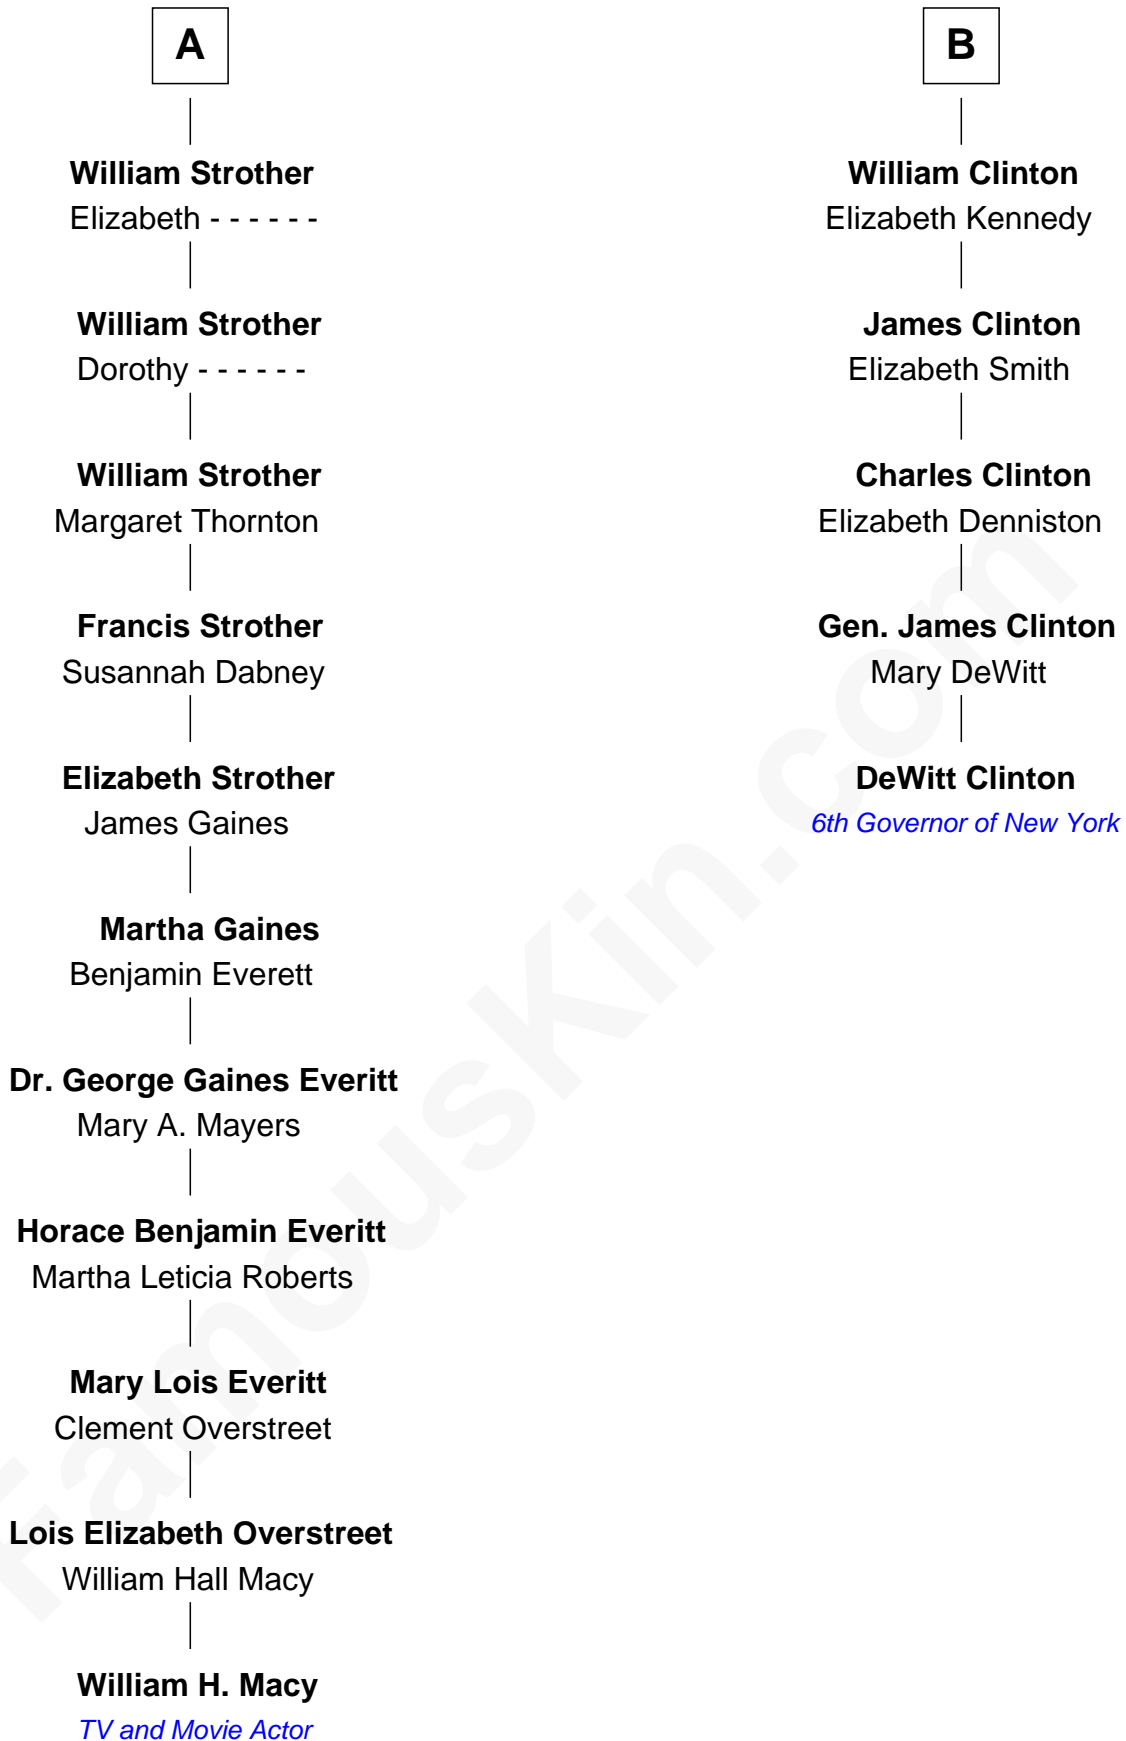 A
William Strother
Elizabeth - - - - - -
William Strother
Dorothy - - - - - -
William Strother
Margaret Thornton
Francis Strother
Susannah Dabney
Elizabeth Strother
James Gaines
Martha Gaines
Benjamin Everett
Dr. George Gaines Everitt
Mary A. Mayers
Horace Benjamin Everitt
Martha Leticia Roberts
Mary Lois Everitt
Clement Overstreet
Lois Elizabeth Overstreet
William Hall Macy
William H. Macy
TV and Movie Actor
B
William Clinton
Elizabeth Kennedy
James Clinton
Elizabeth Smith
Charles Clinton
Elizabeth Denniston
Gen. James Clinton
Mary DeWitt
DeWitt Clinton
6th Governor of New York
FamousKin.com